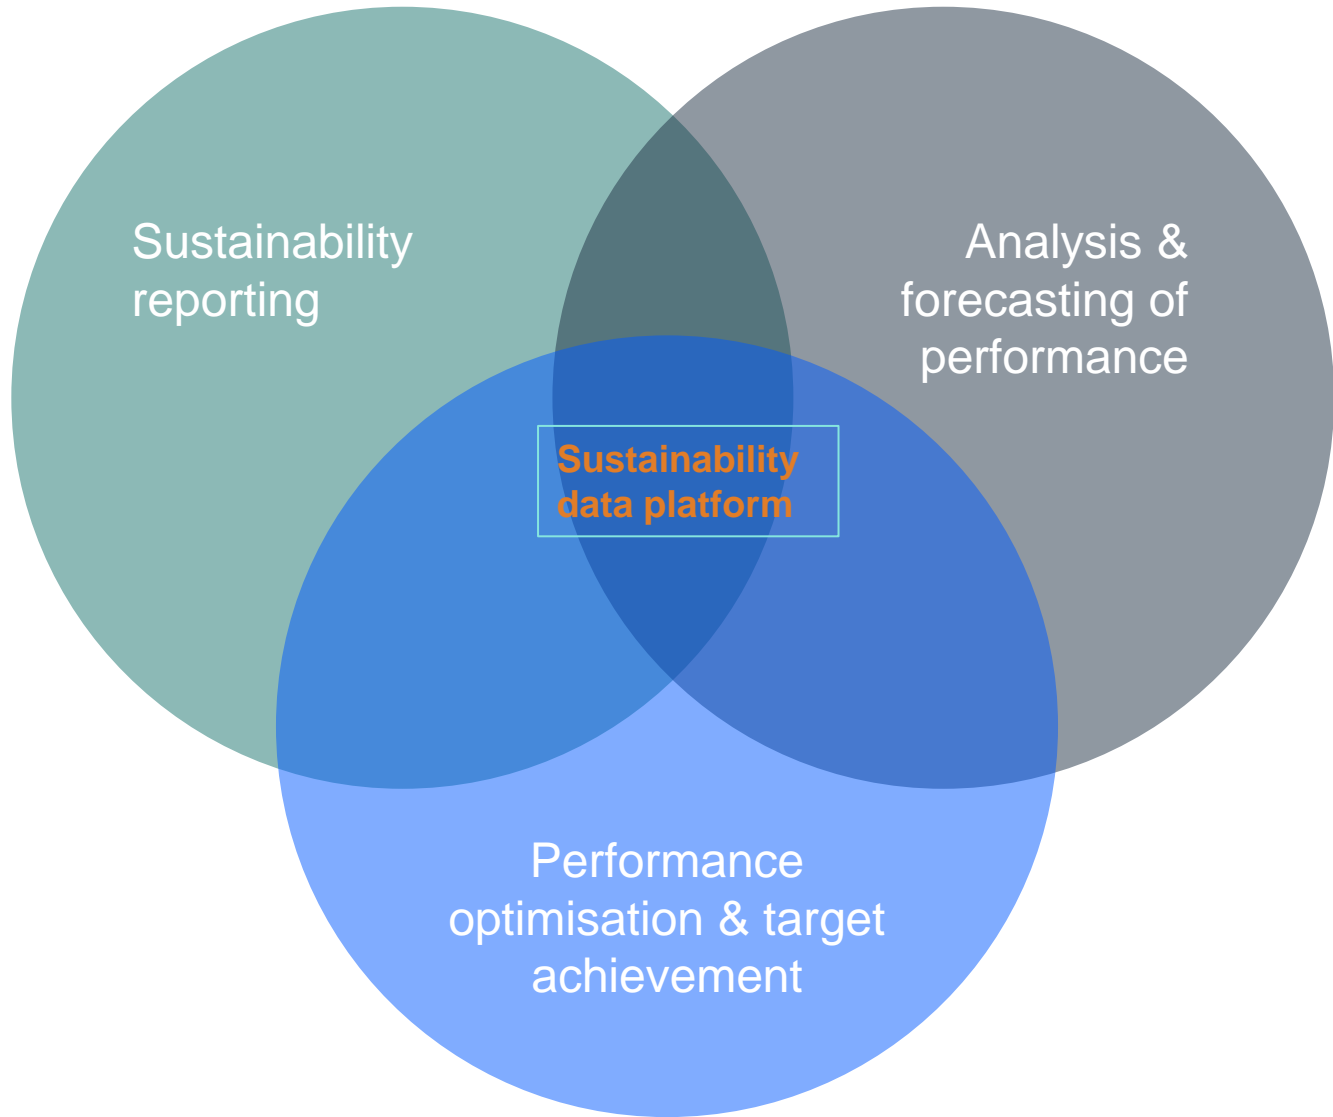 Sustainability
reporting
Analysis &
forecasting of
performance
Sustainability
data platform
Performance
optimisation & target
achievement